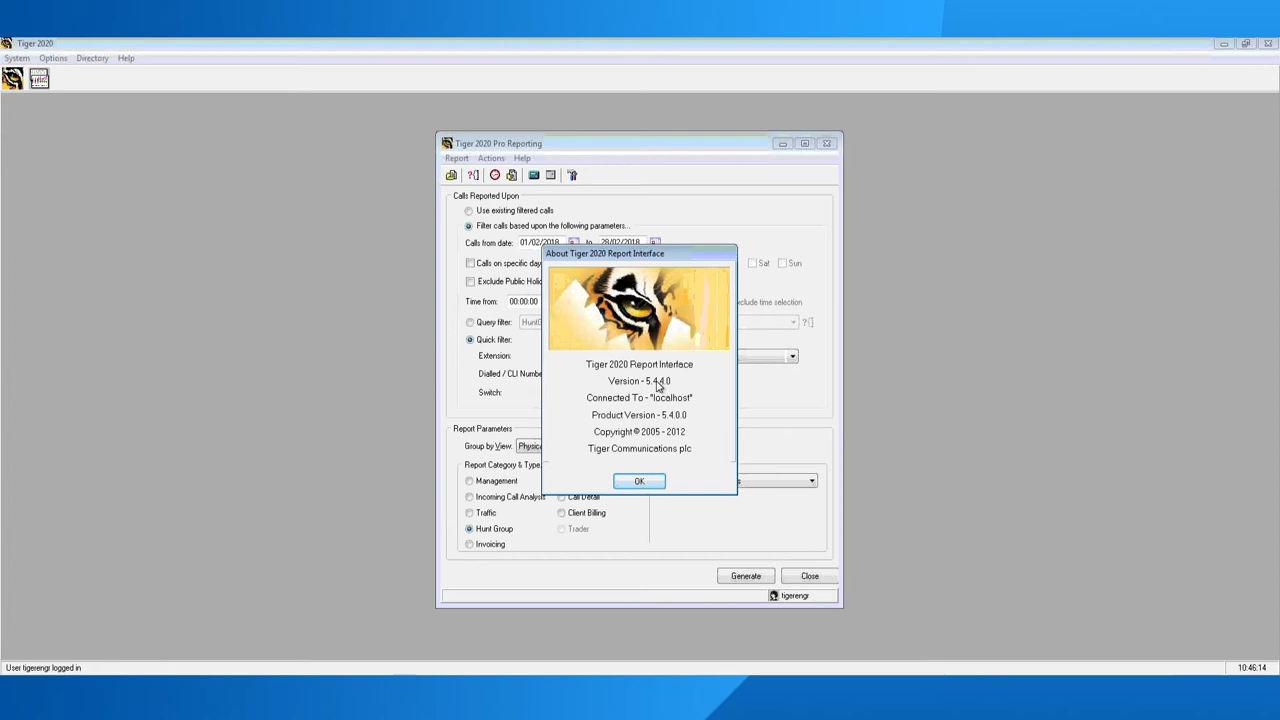 Tiger 2020
System Options Directory Help
Tiger 2020 Pro Reporting
Report Actions Help
Calls Reported Upon
Use existing filtered calls
Filter calls based upon the following parameters...
Calls from date: 01/02/2018 to 28/02/2018
About Tiger 2020 Report Interface
Calls on specific day
Sat Sun
Exclude Public Holi
Time from: 00:00:00
clude time selection
Query filter:
Quick filter:
Extension:
Dialled / CLI Numbe
Switch:
Tiger 2020 Report Interface
Version - 5.4.4.0
Connected To - "localhost"
Product Version - 5.4.0.0
Copyright © 2005 - 2012
Tiger Communications plc
OK
Report Parameters
Group by View: Physic
Report Category & Type
Management
Incoming Call Analysis Call Detail
Traffic Client Billing
Hunt Group Trader
Invoicing
Generate Close
tigerengr
User tigerengr logged in
10:46:14